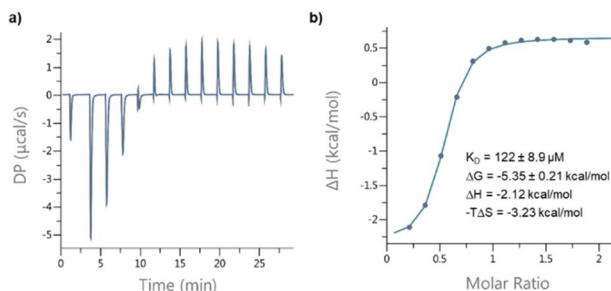 a)
2
1
0
-1
-2
-3
-4
-5
DP (μcal/s)
0
5
10
15
20
25
Time (min)
b)
0.5
0
-0.5
-1
-1.5
-2
ΔH (kcal/mol)
K_D = 122 ± 8.9 μM
ΔG = -5.35 ± 0.21 kcal/mol
ΔH = -2.12 kcal/mol
-TΔS = -3.23 kcal/mol
0
0.5
1
1.5
2
Molar Ratio